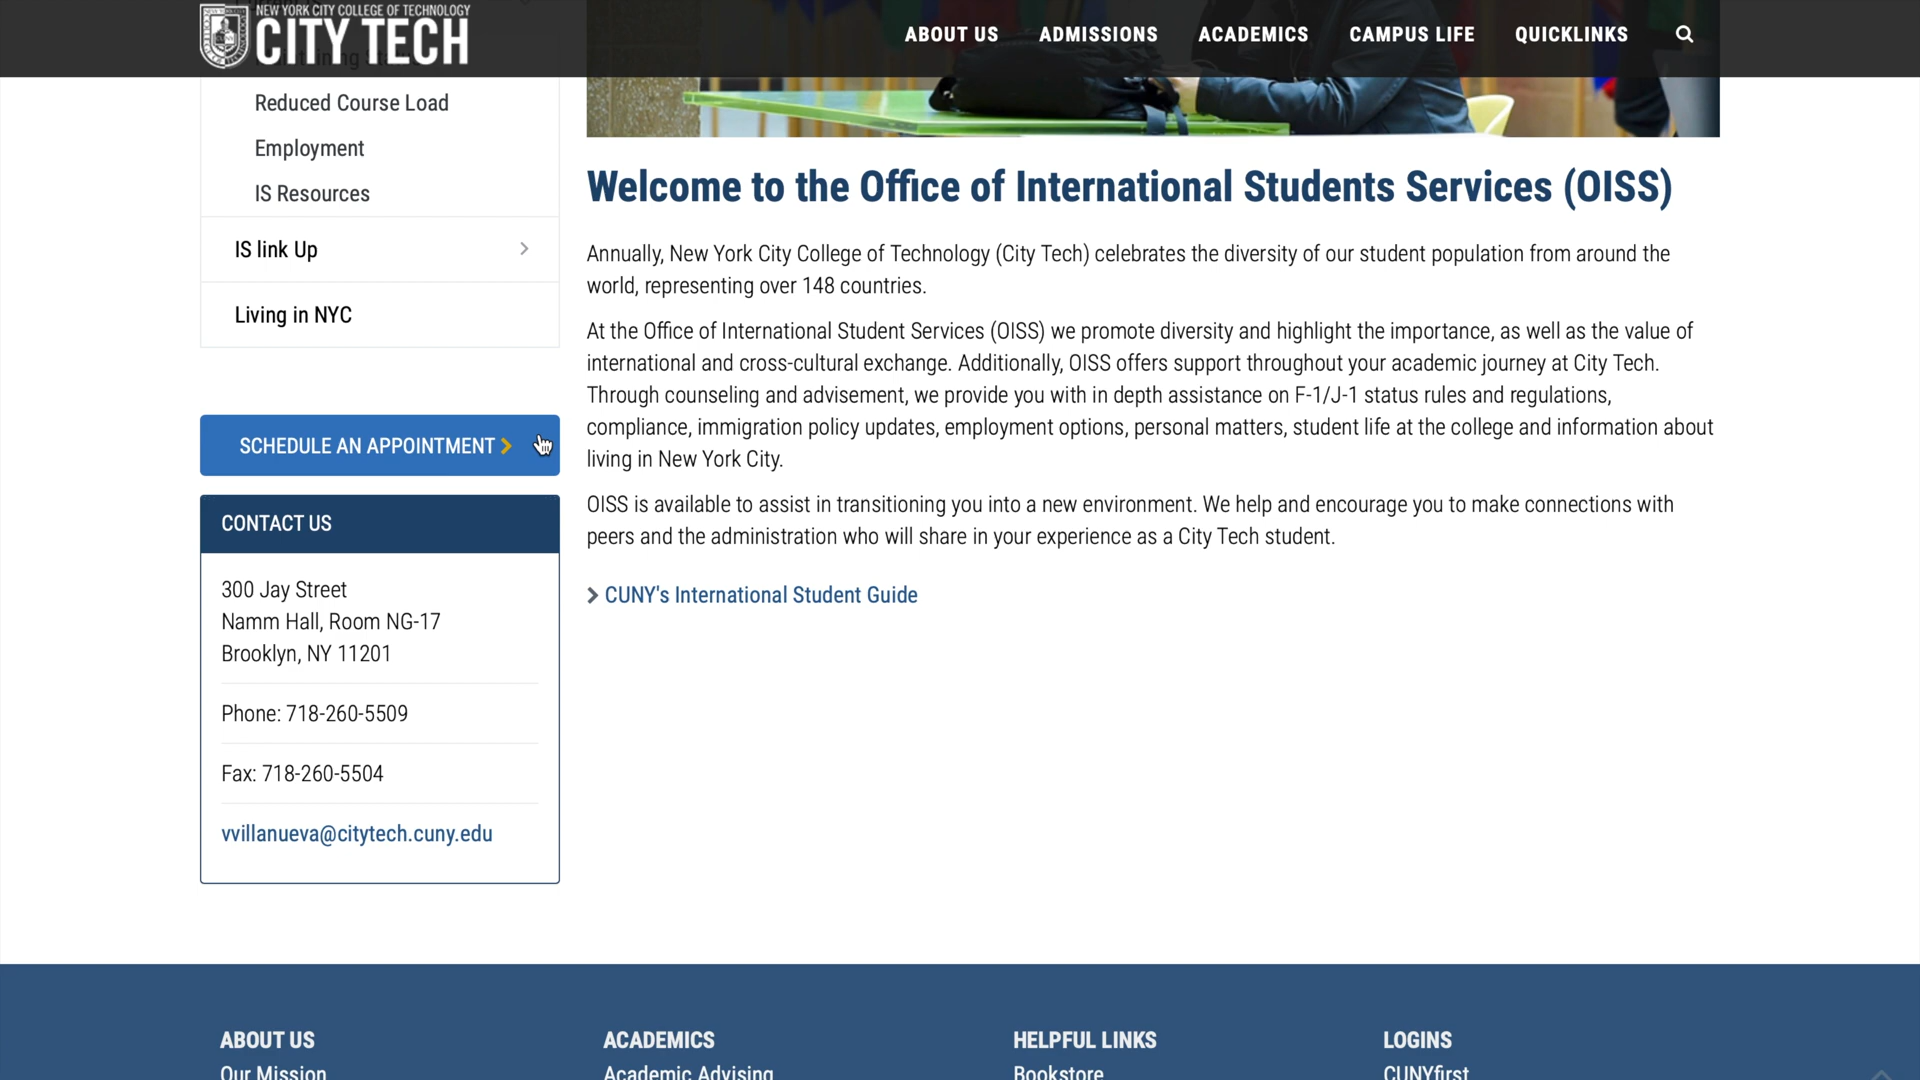 NEW YORK CITY COLLEGE OF TECHNOLOGY
CITY TECH
ABOUT US
ADMISSIONS
ACADEMICS
CAMPUS LIFE
QUICKLINKS
Reduced Course Load
Employment
IS Resources
IS link Up
Living in NYC
SCHEDULE AN APPOINTMENT
CONTACT US
300 Jay Street
Namm Hall, Room NG-17
Brooklyn, NY 11201
Phone: 718-260-5509
Fax: 718-260-5504
vvillanueva@citytech.cuny.edu
Welcome to the Office of International Students Services (OISS)
Annually, New York City College of Technology (City Tech) celebrates the diversity of our student population from around the
world, representing over 148 countries.
At the Office of International Student Services (OISS) we promote diversity and highlight the importance, as well as the value of
international and cross-cultural exchange. Additionally, OISS offers support throughout your academic journey at City Tech.
Through counseling and advisement, we provide you with in depth assistance on F-1/J-1 status rules and regulations,
compliance, immigration policy updates, employment options, personal matters, student life at the college and information about
living in New York City.
OISS is available to assist in transitioning you into a new environment. We help and encourage you to make connections with
peers and the administration who will share in your experience as a City Tech student.
CUNY's International Student Guide
ABOUT US
Our Mission
ACADEMICS
Academic Advising
HELPFUL LINKS
Bookstore
LOGINS
CUNYfirst